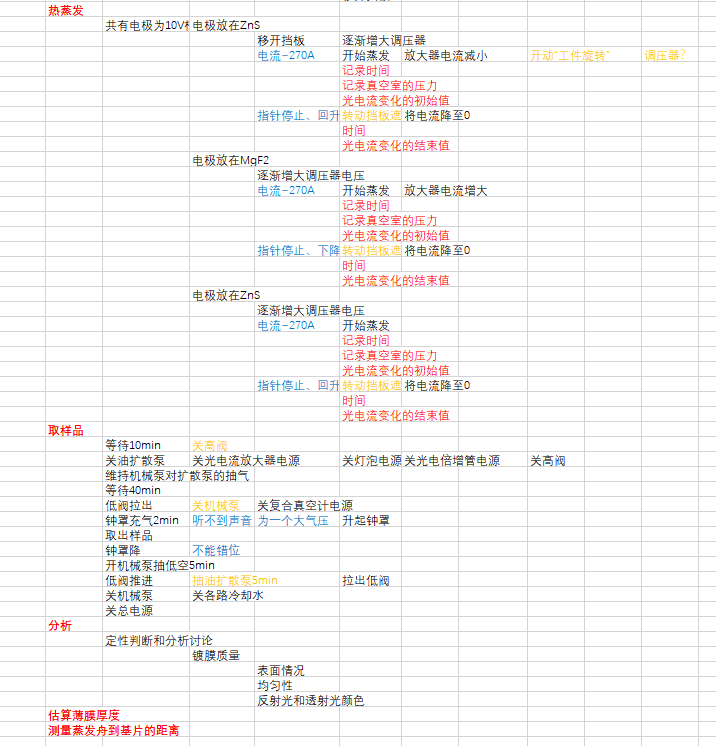 热蒸发
共有电极为10V档 电极放在ZnS
移开挡板 逐渐增大调压器
电流~270A 开始蒸发 放大器电流减小 开动“工件旋转” 调压器？
记录时间
记录真空室的压力
光电流变化的初始值
指针停止、回升 转动挡板遮 将电流降至0
时间
光电流变化的结束值
电极放在MgF2
逐渐增大调压器电压
电流~270A 开始蒸发 放大器电流增大
记录时间
记录真空室的压力
光电流变化的初始值
指针停止、下降 转动挡板遮 将电流降至0
时间
光电流变化的结束值
电极放在ZnS
逐渐增大调压器电压
电流~270A 开始蒸发
记录时间
记录真空室的压力
光电流变化的初始值
指针停止、回升 转动挡板遮 将电流降至0
时间
光电流变化的结束值
取样品
等待10min 关高阀
关油扩散泵 关光电流放大器电源 关灯泡电源 关光电倍增管电源 关高阀
维持机械泵对扩散泵的抽气
等待40min
低阀拉出 关机械泵 关复合真空计电源
钟罩充气2min 听不到声音 为一个大气压 升起钟罩
取出样品
钟罩降 不能错位
开机械泵抽低空5min
低阀推进 抽油扩散泵5min 拉出低阀
关机械泵 关各路冷却水
关总电源
分析
定性判断和分析讨论
镀膜质量
表面情况
均匀性
反射光和透射光颜色
估算薄膜厚度
测量蒸发舟到基片的距离